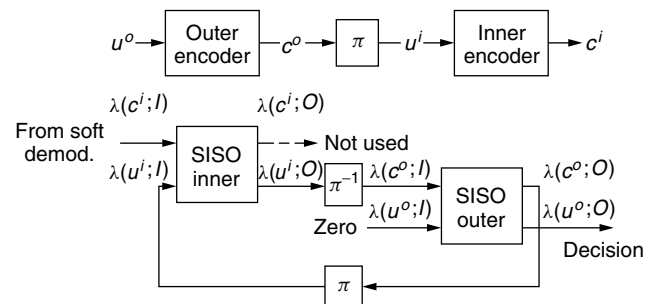 u^o Outer encoder c^o π u^i Inner encoder c^i
λ(c^i;I) λ(c^i;O)
From soft demod. SISO inner Not used
λ(u^i;I) λ(u^i;O) π^−1 λ(c^o;I) SISO outer λ(c^o;O)
Zero λ(u^o;I) λ(u^o;O)
Decision
π